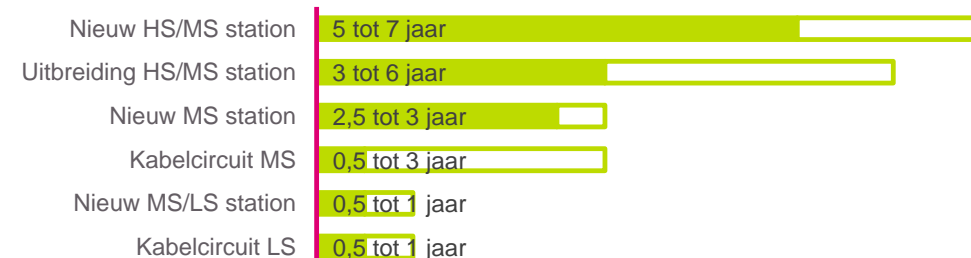 Nieuw HS/MS station 5 tot 7 jaar
Uitbreiding HS/MS station 3 tot 6 jaar
Nieuw MS station 2,5 tot 3 jaar
Kabelcircuit MS 0,5 tot 3 jaar
Nieuw MS/LS station 0,5 tot 1 jaar
Kabelcircuit LS 0,5 tot 1 jaar